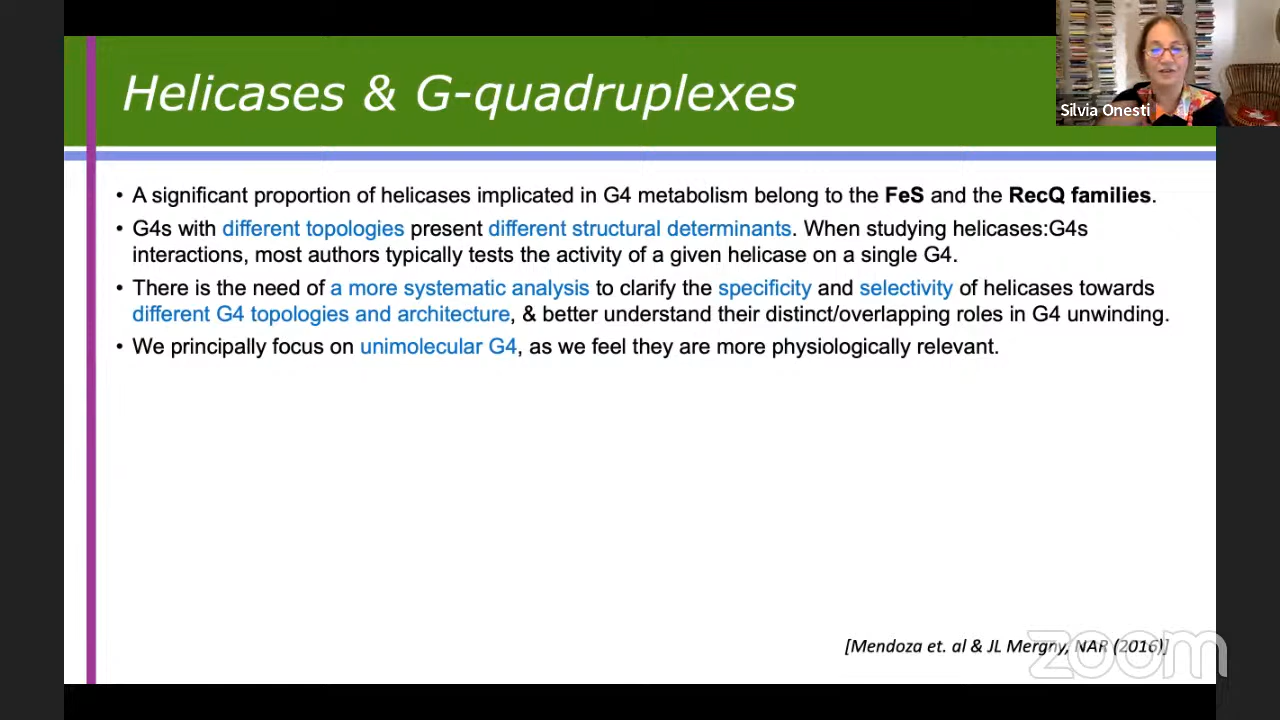 Helicases & G-quadruplexes
Silvia Onesti
• A significant proportion of helicases implicated in G4 metabolism belong to the FeS and the RecQ families.
• G4s with different topologies present different structural determinants. When studying helicases:G4s
interactions, most authors typically tests the activity of a given helicase on a single G4.
• There is the need of a more systematic analysis to clarify the specificity and selectivity of helicases towards
different G4 topologies and architecture, & better understand their distinct/overlapping roles in G4 unwinding.
• We principally focus on unimolecular G4, as we feel they are more physiologically relevant.
[Mendoza et. al & JL Mergny, NAR (2016)]
zoom